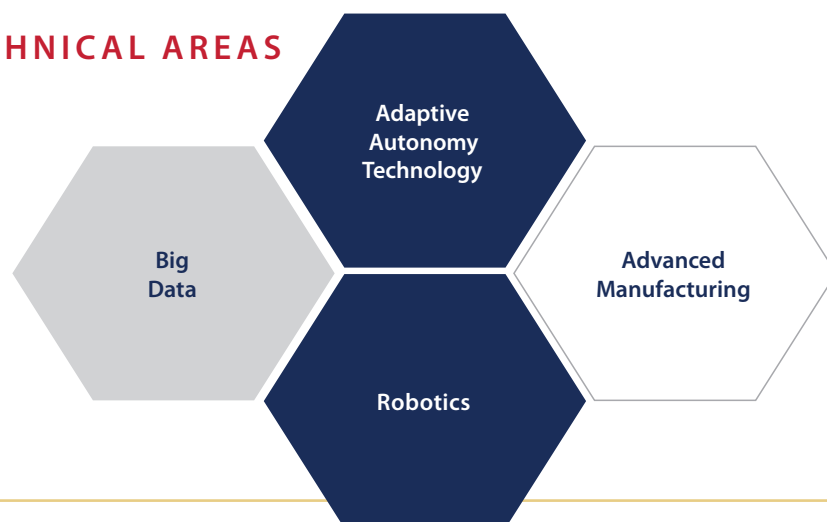 HNICAL AREAS
Adaptive
Autonomy
Technology
Big
Data
Advanced
Manufacturing
Robotics